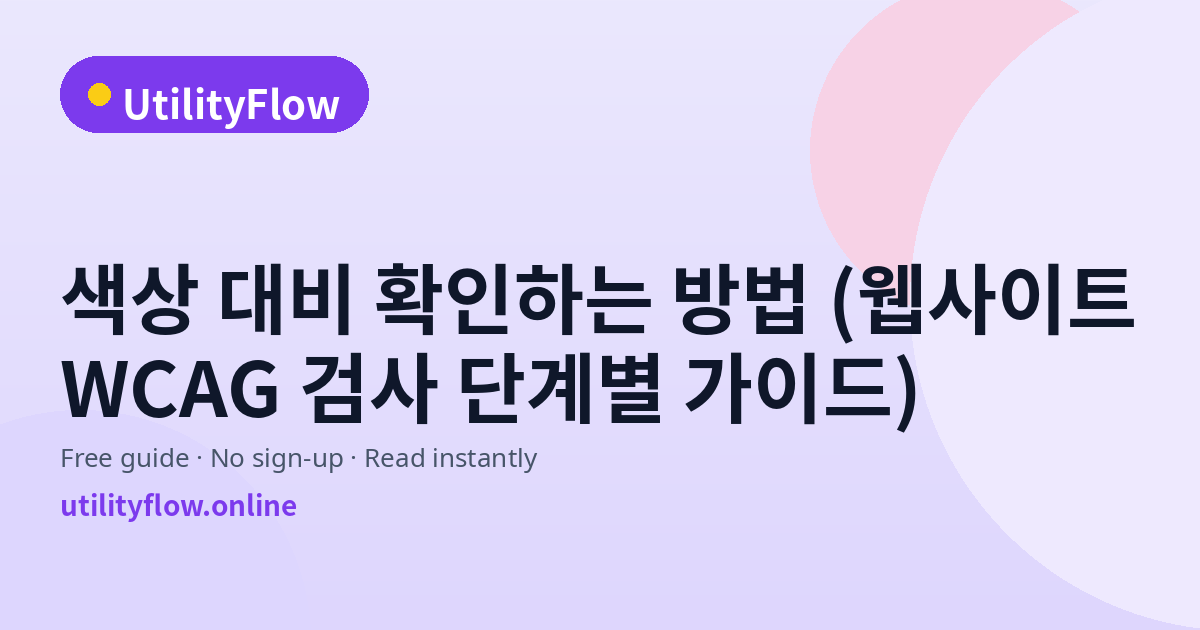 UtilityFlow
색상 대비 확인하는 방법 (웹사이트
WCAG 검사 단계별 가이드)
Free guide · No sign-up · Read instantly
utilityflow.online